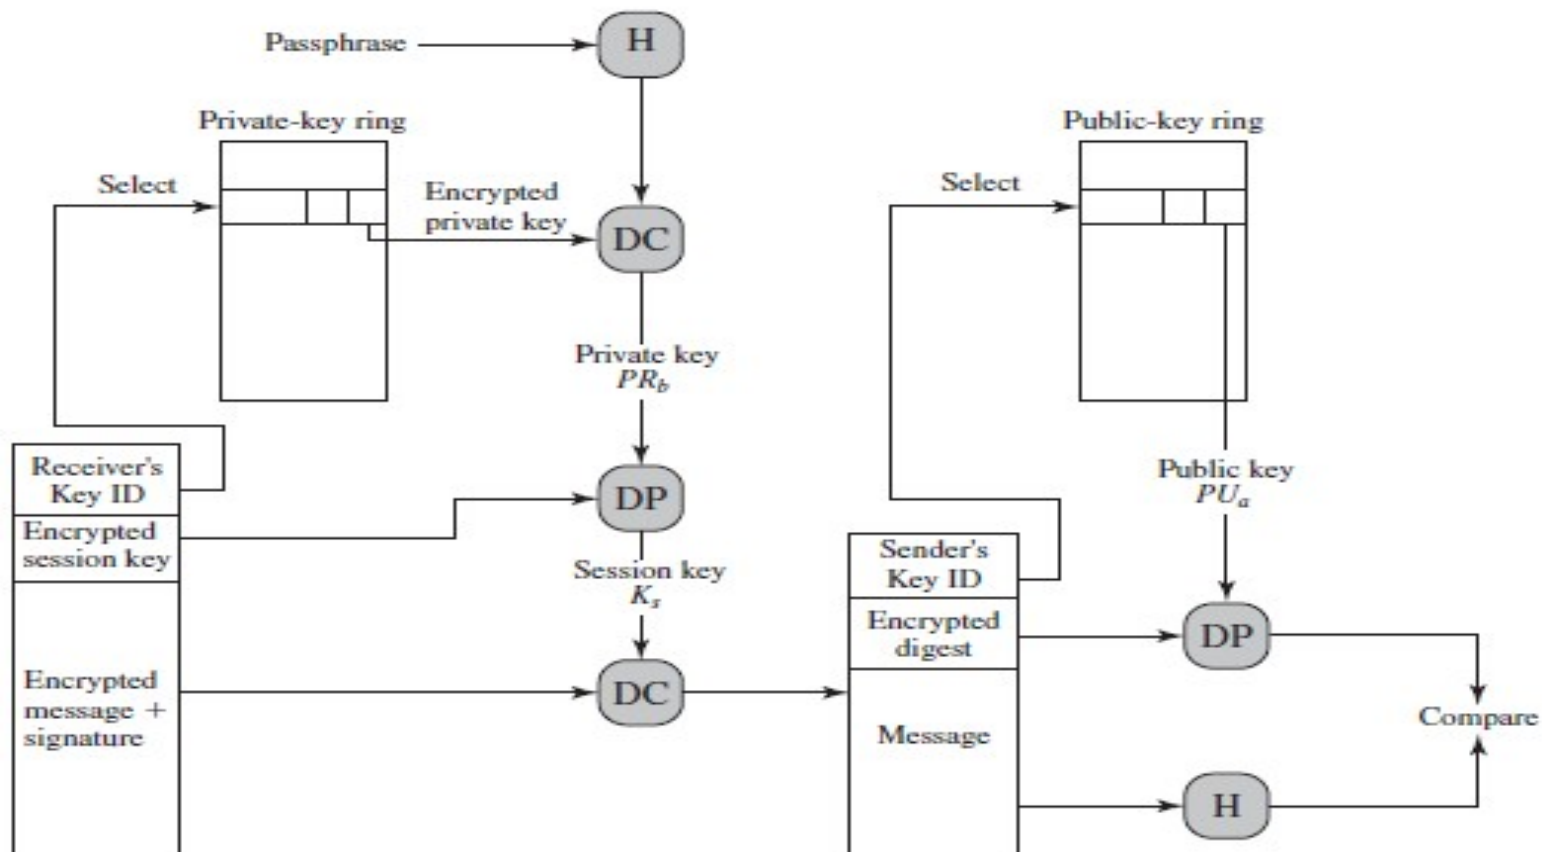 Passphrase
H
Private-key ring
Public-key ring
Select
Encrypted
private key
Select
DC
Private key
PR_b
Receiver's
Key ID
Encrypted
session key
DP
Public key
PU_a
Session key
K_s
Sender's
Key ID
Encrypted
digest
DP
Encrypted
message +
signature
DC
Message
Compare
H